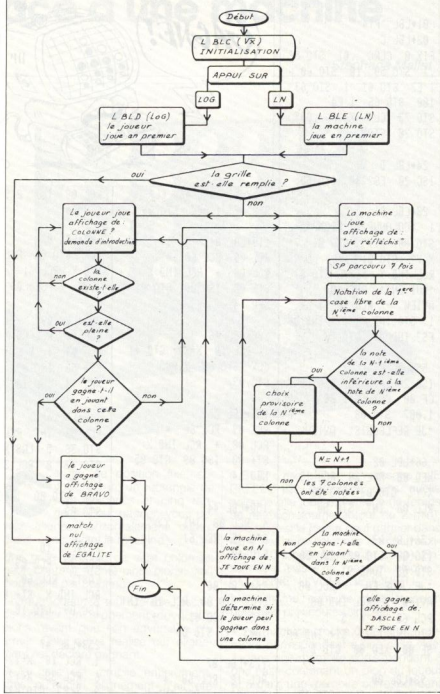 Début
L BLC (√x)
INITIALISATION
APPUI SUR
LOG
LN
L BLD (LOG)
le joueur
joue en premier
L BLE (LN)
la machine
joue en premier
la grille
est-elle remplie ?
oui
non
Le joueur joue
affichage de:
COLONNE ?
demande d'introduction
La machine
joue
affichage de:
"je réfléchis"
SP parcouru 7 fois
la
colonne
existe-t-elle
?
non
Notation de la 1ere
case libre de la
Nième colonne
est-elle
pleine
?
oui
la note
de la N-1ième
colonne est-elle
inférieure à la
note de Nième
colonne ?
oui
non
le joueur
gagne-t-il
en jouant
dans cette
colonne
?
oui
non
choix
provisoire
de la Nième
colonne
N = N+1
non
les 7 colonnes
ont été notées
le joueur
a gagné
affichage
de BRAVO
match
nul
affichage
de EGALITE
Fin
la machine
gagne-t-elle
en jouant
dans la Nième
colonne
?
Non
oui
la machine
joue en N
affichage de:
JE JOUE EN N
la machine
détermine si
le joueur peut
gagner dans
une colonne
elle gagne
affichage de
DASCLE
JE JOUE EN N